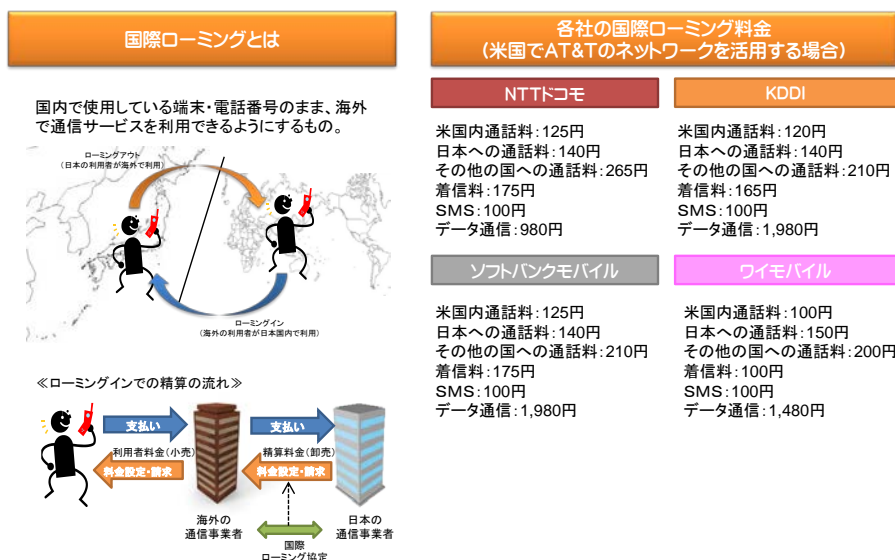 国際ローミングとは
国内で使用している端末・電話番号のまま、海外
で通信サービスを利用できるようにするもの。
ローミングアウト
(日本の利用者が海外で利用)
ローミングイン
(海外の利用者が日本国内で利用)
≪ローミングインでの精算の流れ≫
支払い
支払い
利用者料金(小売)
精算料金(卸売)
料金設定・請求
料金設定・請求
海外の
通信事業者
日本の
通信事業者
国際
ローミング協定
各社の国際ローミング料金
(米国でAT&Tのネットワークを活用する場合)
NTTドコモ
米国内通話料:125円
日本への通話料:140円
その他の国への通話料:265円
着信料:175円
SMS:100円
データ通信:980円
KDDI
米国内通話料:120円
日本への通話料:140円
その他の国への通話料:210円
着信料:165円
SMS:100円
データ通信:1,980円
ソフトバンクモバイル
米国内通話料:125円
日本への通話料:140円
その他の国への通話料:210円
着信料:175円
SMS:100円
データ通信:1,980円
ワイモバイル
米国内通話料:100円
日本への通話料:150円
その他の国への通話料:200円
着信料:100円
SMS:100円
データ通信:1,480円